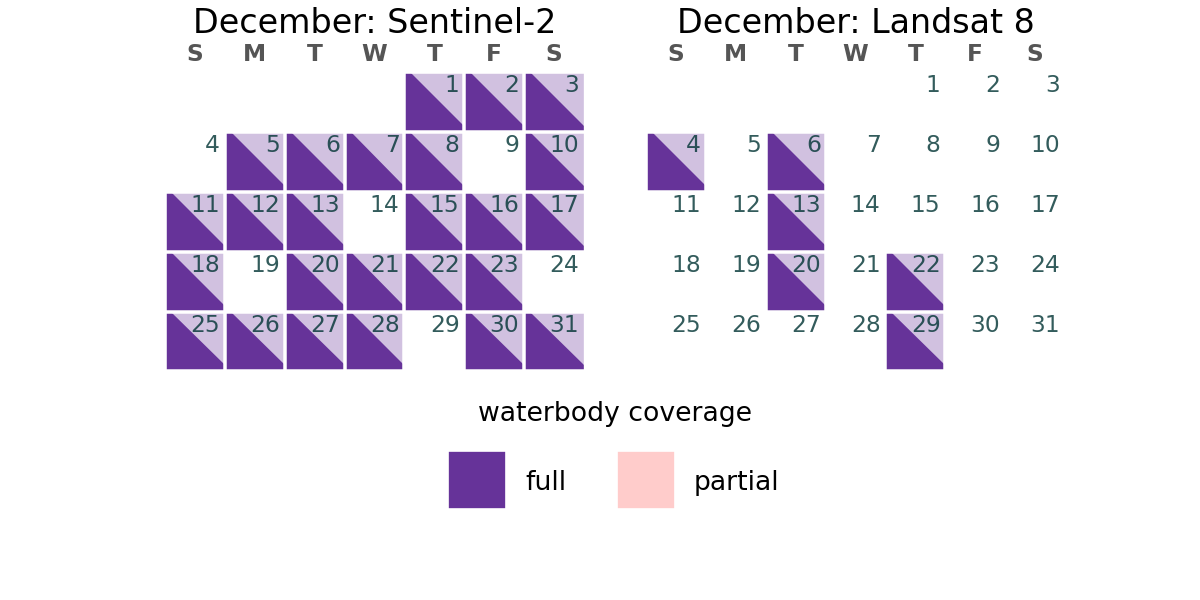 December: Sentinel-2
S M T W T F S
1 2 3
4 5 6 7 8 9 10
11 12 13 14 15 16 17
18 19 20 21 22 23 24
25 26 27 28 29 30 31
December: Landsat 8
S M T W T F S
1 2 3
4 5 6 7 8 9 10
11 12 13 14 15 16 17
18 19 20 21 22 23 24
25 26 27 28 29 30 31
waterbody coverage
full partial